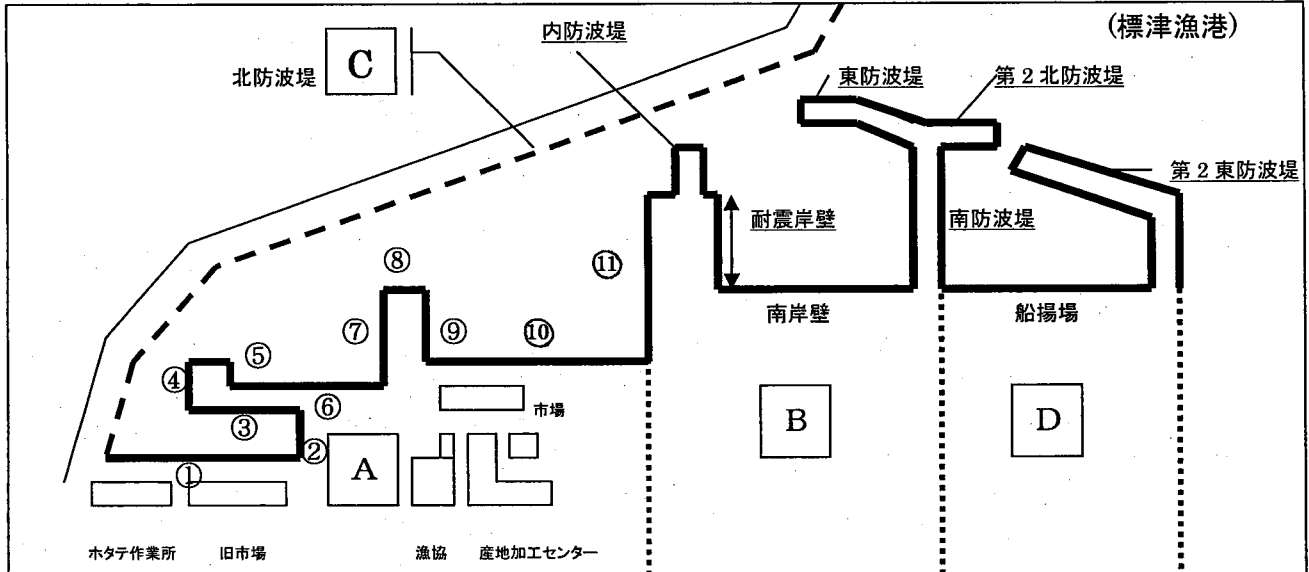 (標津漁港)
内防波堤
北防波堤
C
東防波堤
第2北防波堤
第2東防波堤
耐震岸壁
南防波堤
⑧
⑪
南岸壁
船揚場
⑦
⑨
⑩
⑤
④
⑥
③
市場
②
①
A
B
D
ホタテ作業所
旧市場
漁協
産地加工センター